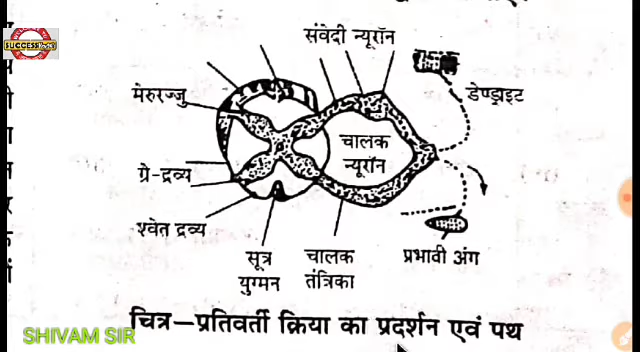 SUCCESS
संवेदी न्यूरॉन
मेरुरज्जु
डेण्ड्राइट
चालक
न्यूरॉन
ग्रे-द्रव्य
श्वेत द्रव्य
सूत्र
युग्मन
चालक
तंत्रिका
प्रभावी अंग
चित्र—प्रतिवर्ती क्रिया का प्रदर्शन एवं पथ
SHIVAM SIR